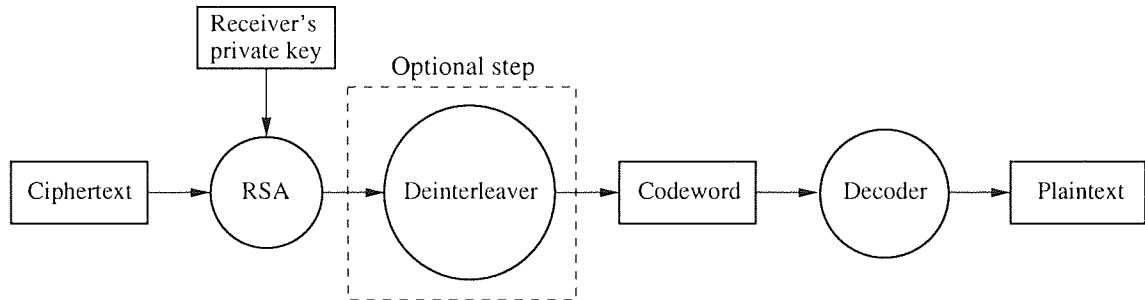 Receiver's
private key
Optional step
Ciphertext
RSA
Deinterleaver
Codeword
Decoder
Plaintext